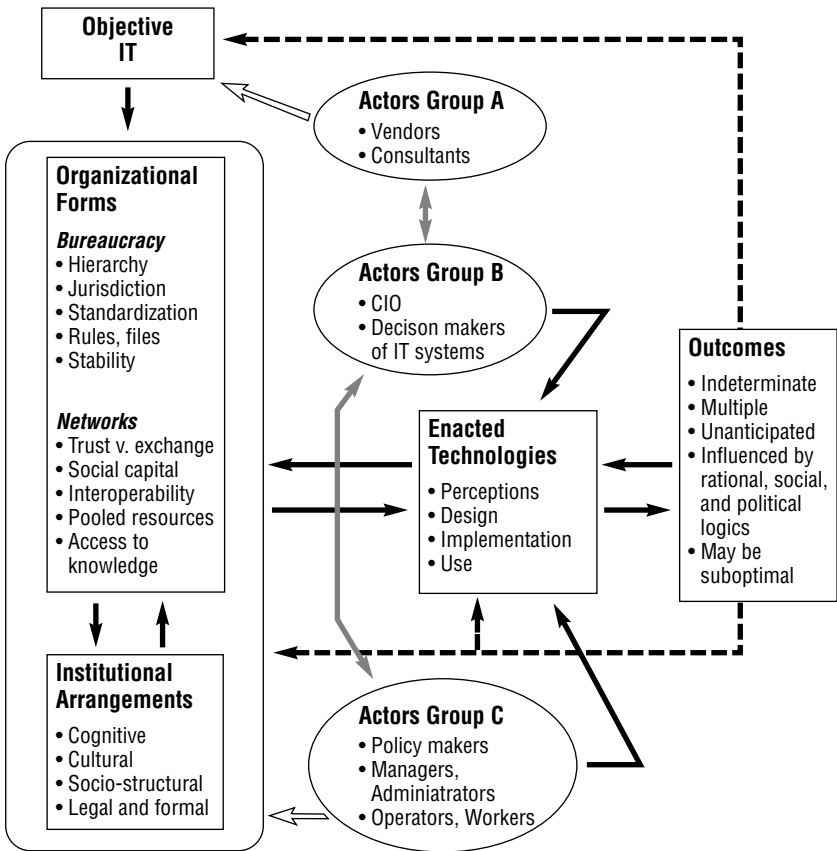 Objective
IT
Actors Group A
• Vendors
• Consultants
Organizational
Forms
Bureaucracy
• Hierarchy
• Jurisdiction
• Standardization
• Rules, files
• Stability
Networks
• Trust v. exchange
• Social capital
• Interoperability
• Pooled resources
• Access to
knowledge
Actors Group B
• CIO
• Decison makers
of IT systems
Enacted
Technologies
• Perceptions
• Design
• Implementation
• Use
Outcomes
• Indeterminate
• Multiple
• Unanticipated
• Influenced by
rational, social,
and political
logics
• May be
suboptimal
Institutional
Arrangements
• Cognitive
• Cultural
• Socio-structural
• Legal and formal
Actors Group C
• Policy makers
• Managers,
Adminiatrators
• Operators, Workers